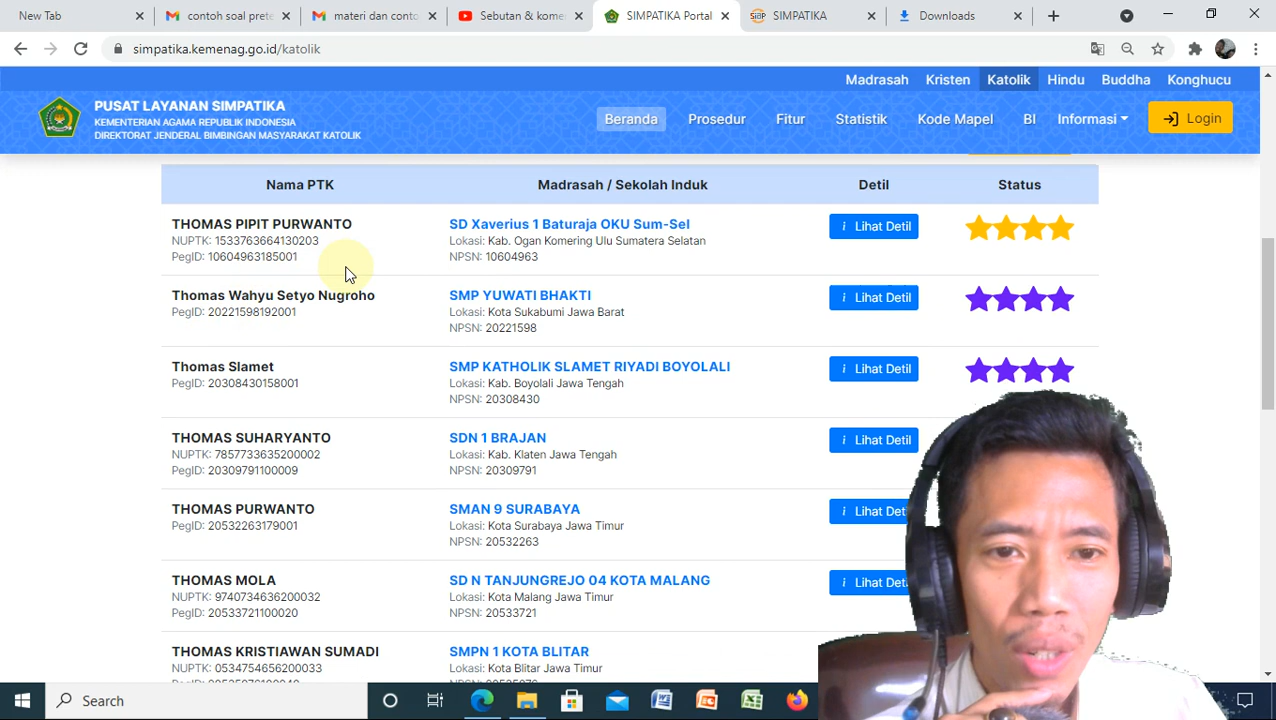 New Tab
contoh soal prete
materi dan conto
Sebutan & kome
SIMPATIKA Portal
SIBP
SIMPATIKA
Downloads
simpatika.kemenag.go.id/katolik
Madrasah Kristen Katolik Hindu Buddha Konghucu
PUSAT LAYANAN SIMPATIKA
KEMENTERIAN AGAMA REPUBLIK INDONESIA
DIREKTORAT JENDERAL BIMBINGAN MASYARAKAT KATOLIK
Beranda Prosedur Fitur Statistik Kode Mapel BI Informasi Login
Nama PTK Madrasah / Sekolah Induk Detil Status
THOMAS PIPIT PURWANTO
NUPTK: 1533763664130203
PegID: 10604963185001
SD Xaverius 1 Baturaja OKU Sum-Sel
Lokasi: Kab. Ogan Komering Ulu Sumatera Selatan
NPSN: 10604963
i Lihat Detil
Thomas Wahyu Setyo Nugroho
PegID: 20221598192001
SMP YUWATI BHAKTI
Lokasi: Kota Sukabumi Jawa Barat
NPSN: 20221598
i Lihat Detil
Thomas Slamet
PegID: 20308430158001
SMP KATHOLIK SLAMET RIYADI BOYOLALI
Lokasi: Kab. Boyolali Jawa Tengah
NPSN: 20308430
i Lihat Detil
THOMAS SUHARYANTO
NUPTK: 7857733635200002
PegID: 20309791100009
SDN 1 BRAJAN
Lokasi: Kab. Klaten Jawa Tengah
NPSN: 20309791
i Lihat Detil
THOMAS PURWANTO
PegID: 20532263179001
SMAN 9 SURABAYA
Lokasi: Kota Surabaya Jawa Timur
NPSN: 20532263
i Lihat Det
THOMAS MOLA
NUPTK: 9740734636200032
PegID: 20533721100020
SD N TANJUNGREJO 04 KOTA MALANG
Lokasi: Kota Malang Jawa Timur
NPSN: 20533721
i Lihat Det
THOMAS KRISTIAWAN SUMADI
NUPTK: 0534754656200033
SMPN 1 KOTA BLITAR
Lokasi: Kota Blitar Jawa Timur
Search